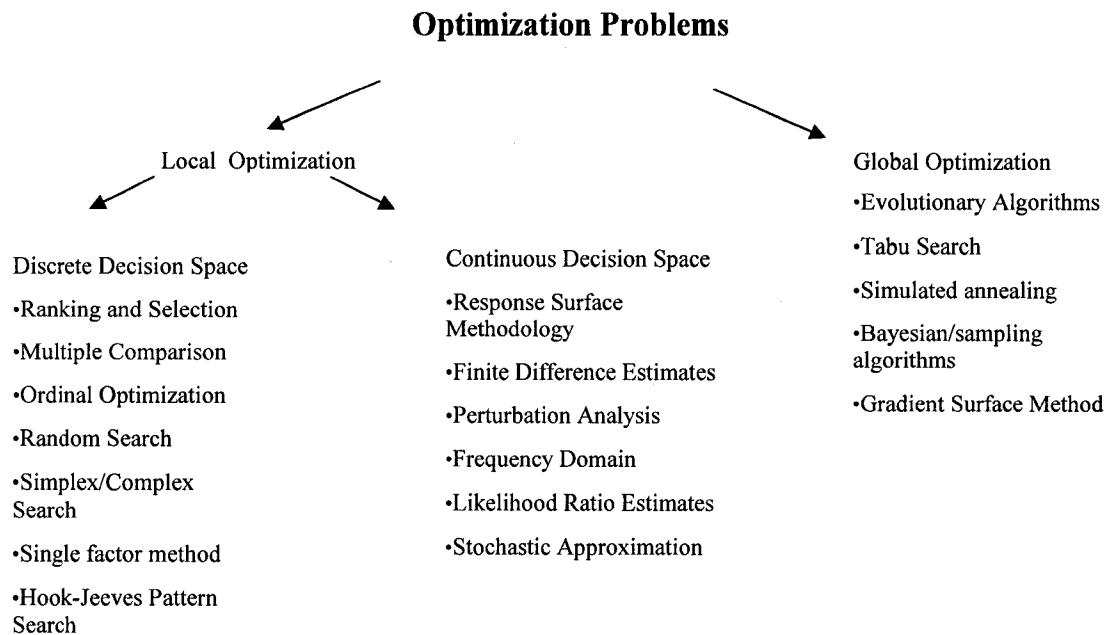 Optimization Problems
Local Optimization
Discrete Decision Space
•Ranking and Selection
•Multiple Comparison
•Ordinal Optimization
•Random Search
•Simplex/Complex
Search
•Single factor method
•Hook-Jeeves Pattern
Search
Continuous Decision Space
•Response Surface
Methodology
•Finite Difference Estimates
•Perturbation Analysis
•Frequency Domain
•Likelihood Ratio Estimates
•Stochastic Approximation
Global Optimization
•Evolutionary Algorithms
•Tabu Search
•Simulated annealing
•Bayesian/sampling
algorithms
•Gradient Surface Method